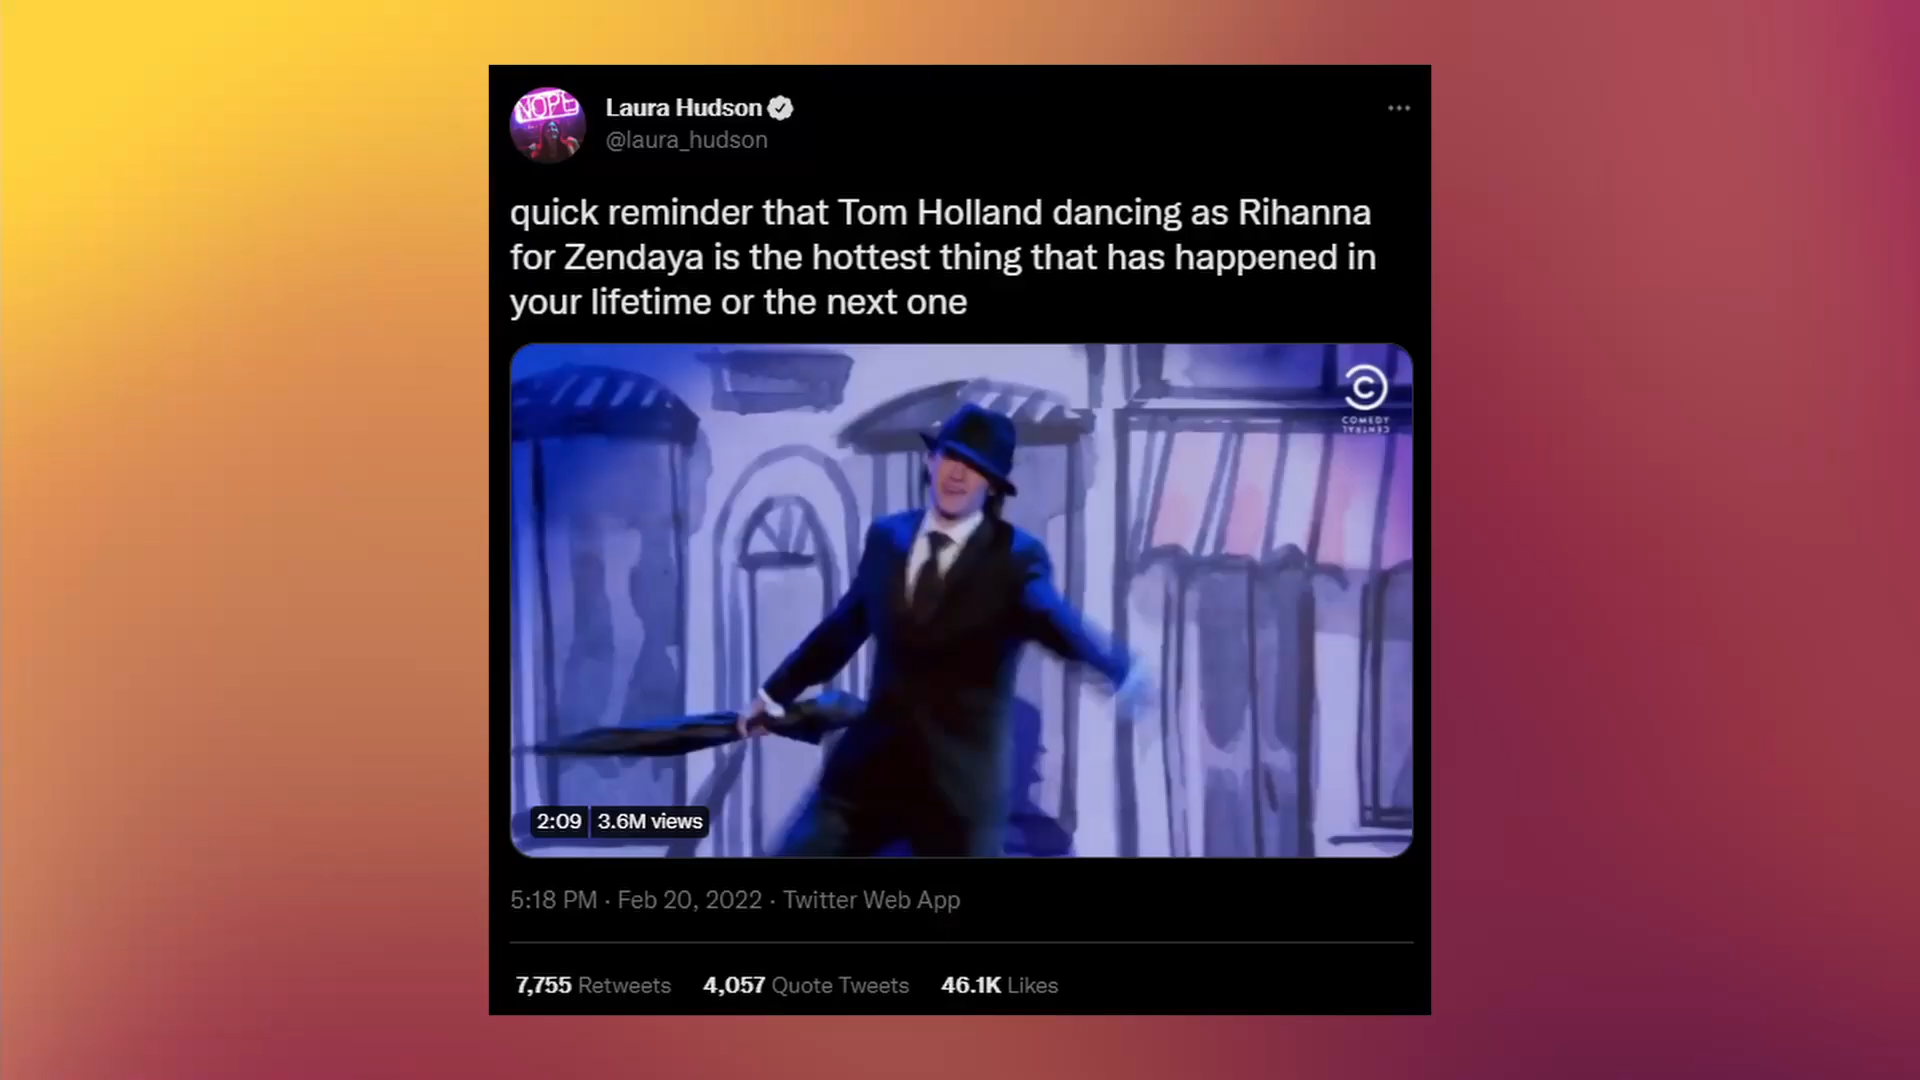 NOPE
Laura Hudson
@laura_hudson
quick reminder that Tom Holland dancing as Rihanna
for Zendaya is the hottest thing that has happened in
your lifetime or the next one
COMEDY
CENTRAL
2:09 3.6M views
5:18 PM · Feb 20, 2022 · Twitter Web App
7,755 Retweets 4,057 Quote Tweets 46.1K Likes